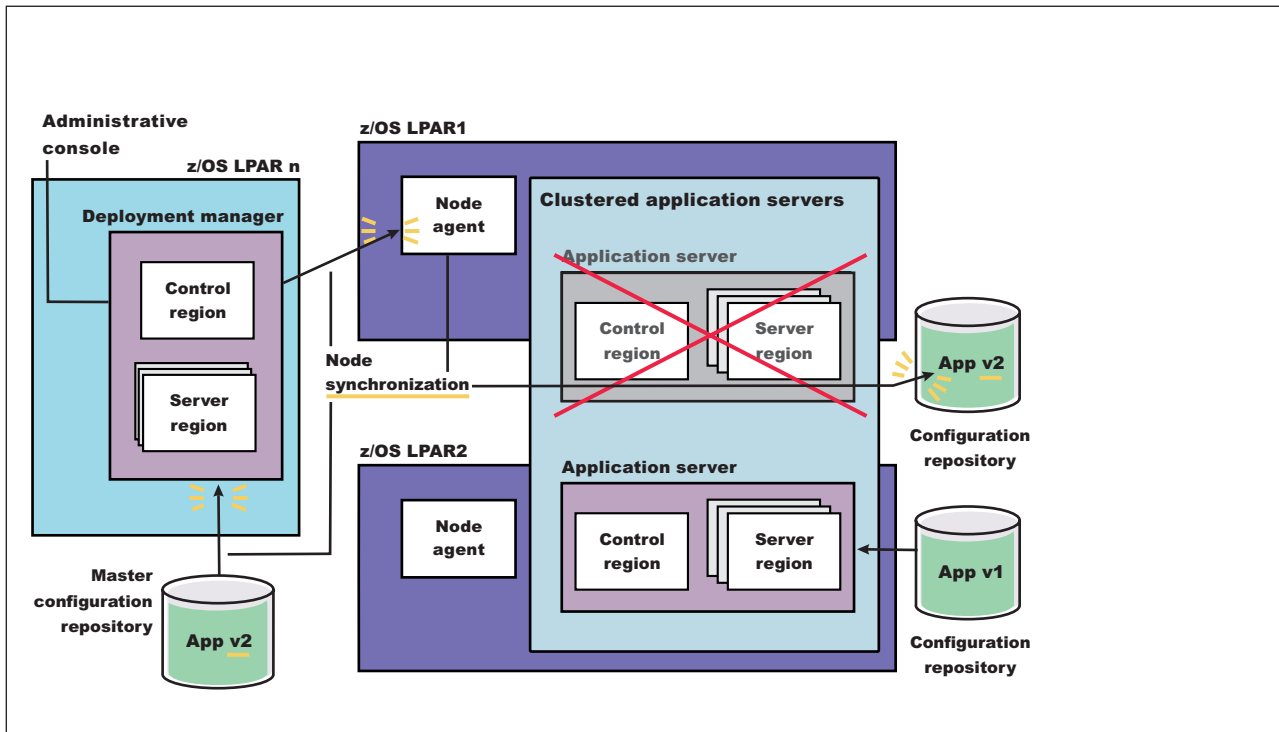 Administrative
console
z/OS LPAR n
Deployment manager
Control
region
Server
region
Master
configuration
repository
App v2
Node
synchronization
z/OS LPAR1
Node
agent
Clustered application servers
Application server
Control
region
Server
region
App v2
Configuration
repository
z/OS LPAR2
Node
agent
Application server
Control
region
Server
region
App v1
Configuration
repository